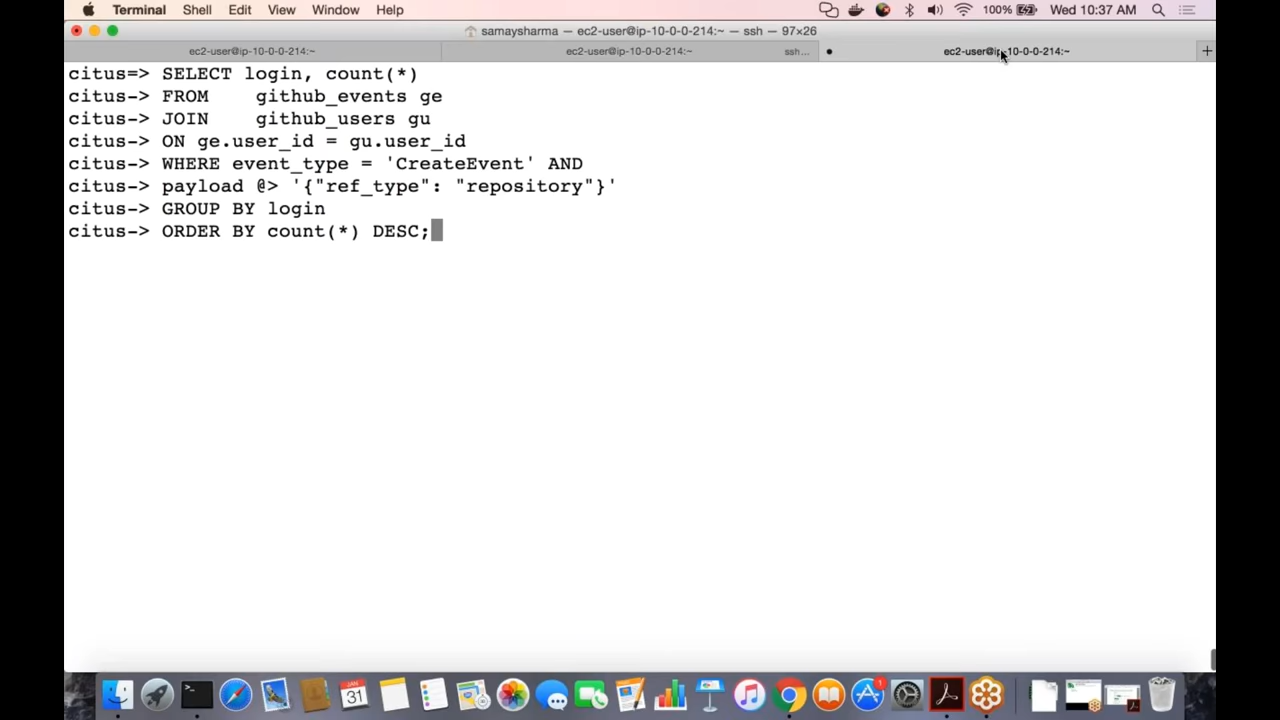 Terminal Shell Edit View Window Help 100% Wed 10:37 AM
samaysharma — ec2-user@ip-10-0-0-214:~ — ssh — 97×26
ec2-user@ip-10-0-0-214:~ ec2-user@ip-10-0-0-214:~ ssh... ec2-user@ip-10-0-0-214:~ +
citus=> SELECT login, count(*)
citus-> FROM    github_events ge
citus-> JOIN    github_users gu
citus-> ON ge.user_id = gu.user_id
citus-> WHERE event_type = 'CreateEvent' AND
citus-> payload @> '{"ref_type": "repository"}'
citus-> GROUP BY login
citus-> ORDER BY count(*) DESC;
JAN
31
1